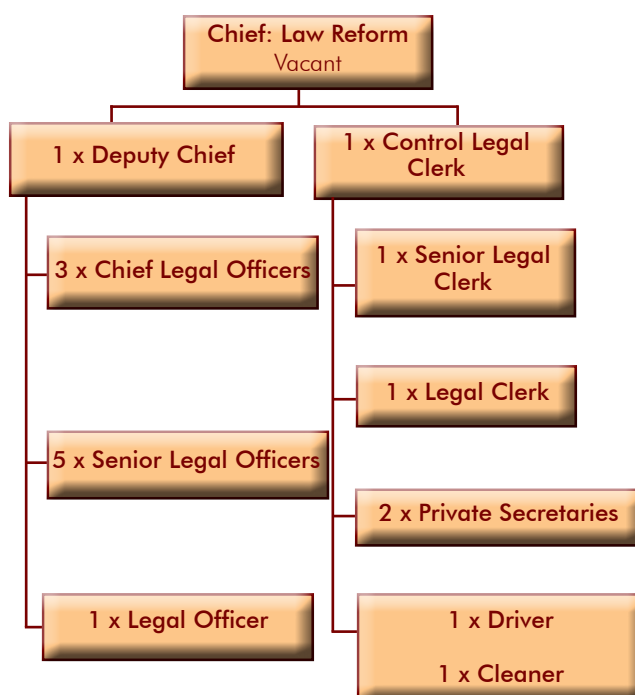 Chief: Law Reform
Vacant
1 x Deputy Chief
1 x Control Legal
Clerk
3 x Chief Legal Officers
1 x Senior Legal
Clerk
1 x Legal Clerk
5 x Senior Legal Officers
2 x Private Secretaries
1 x Legal Officer
1 x Driver
1 x Cleaner